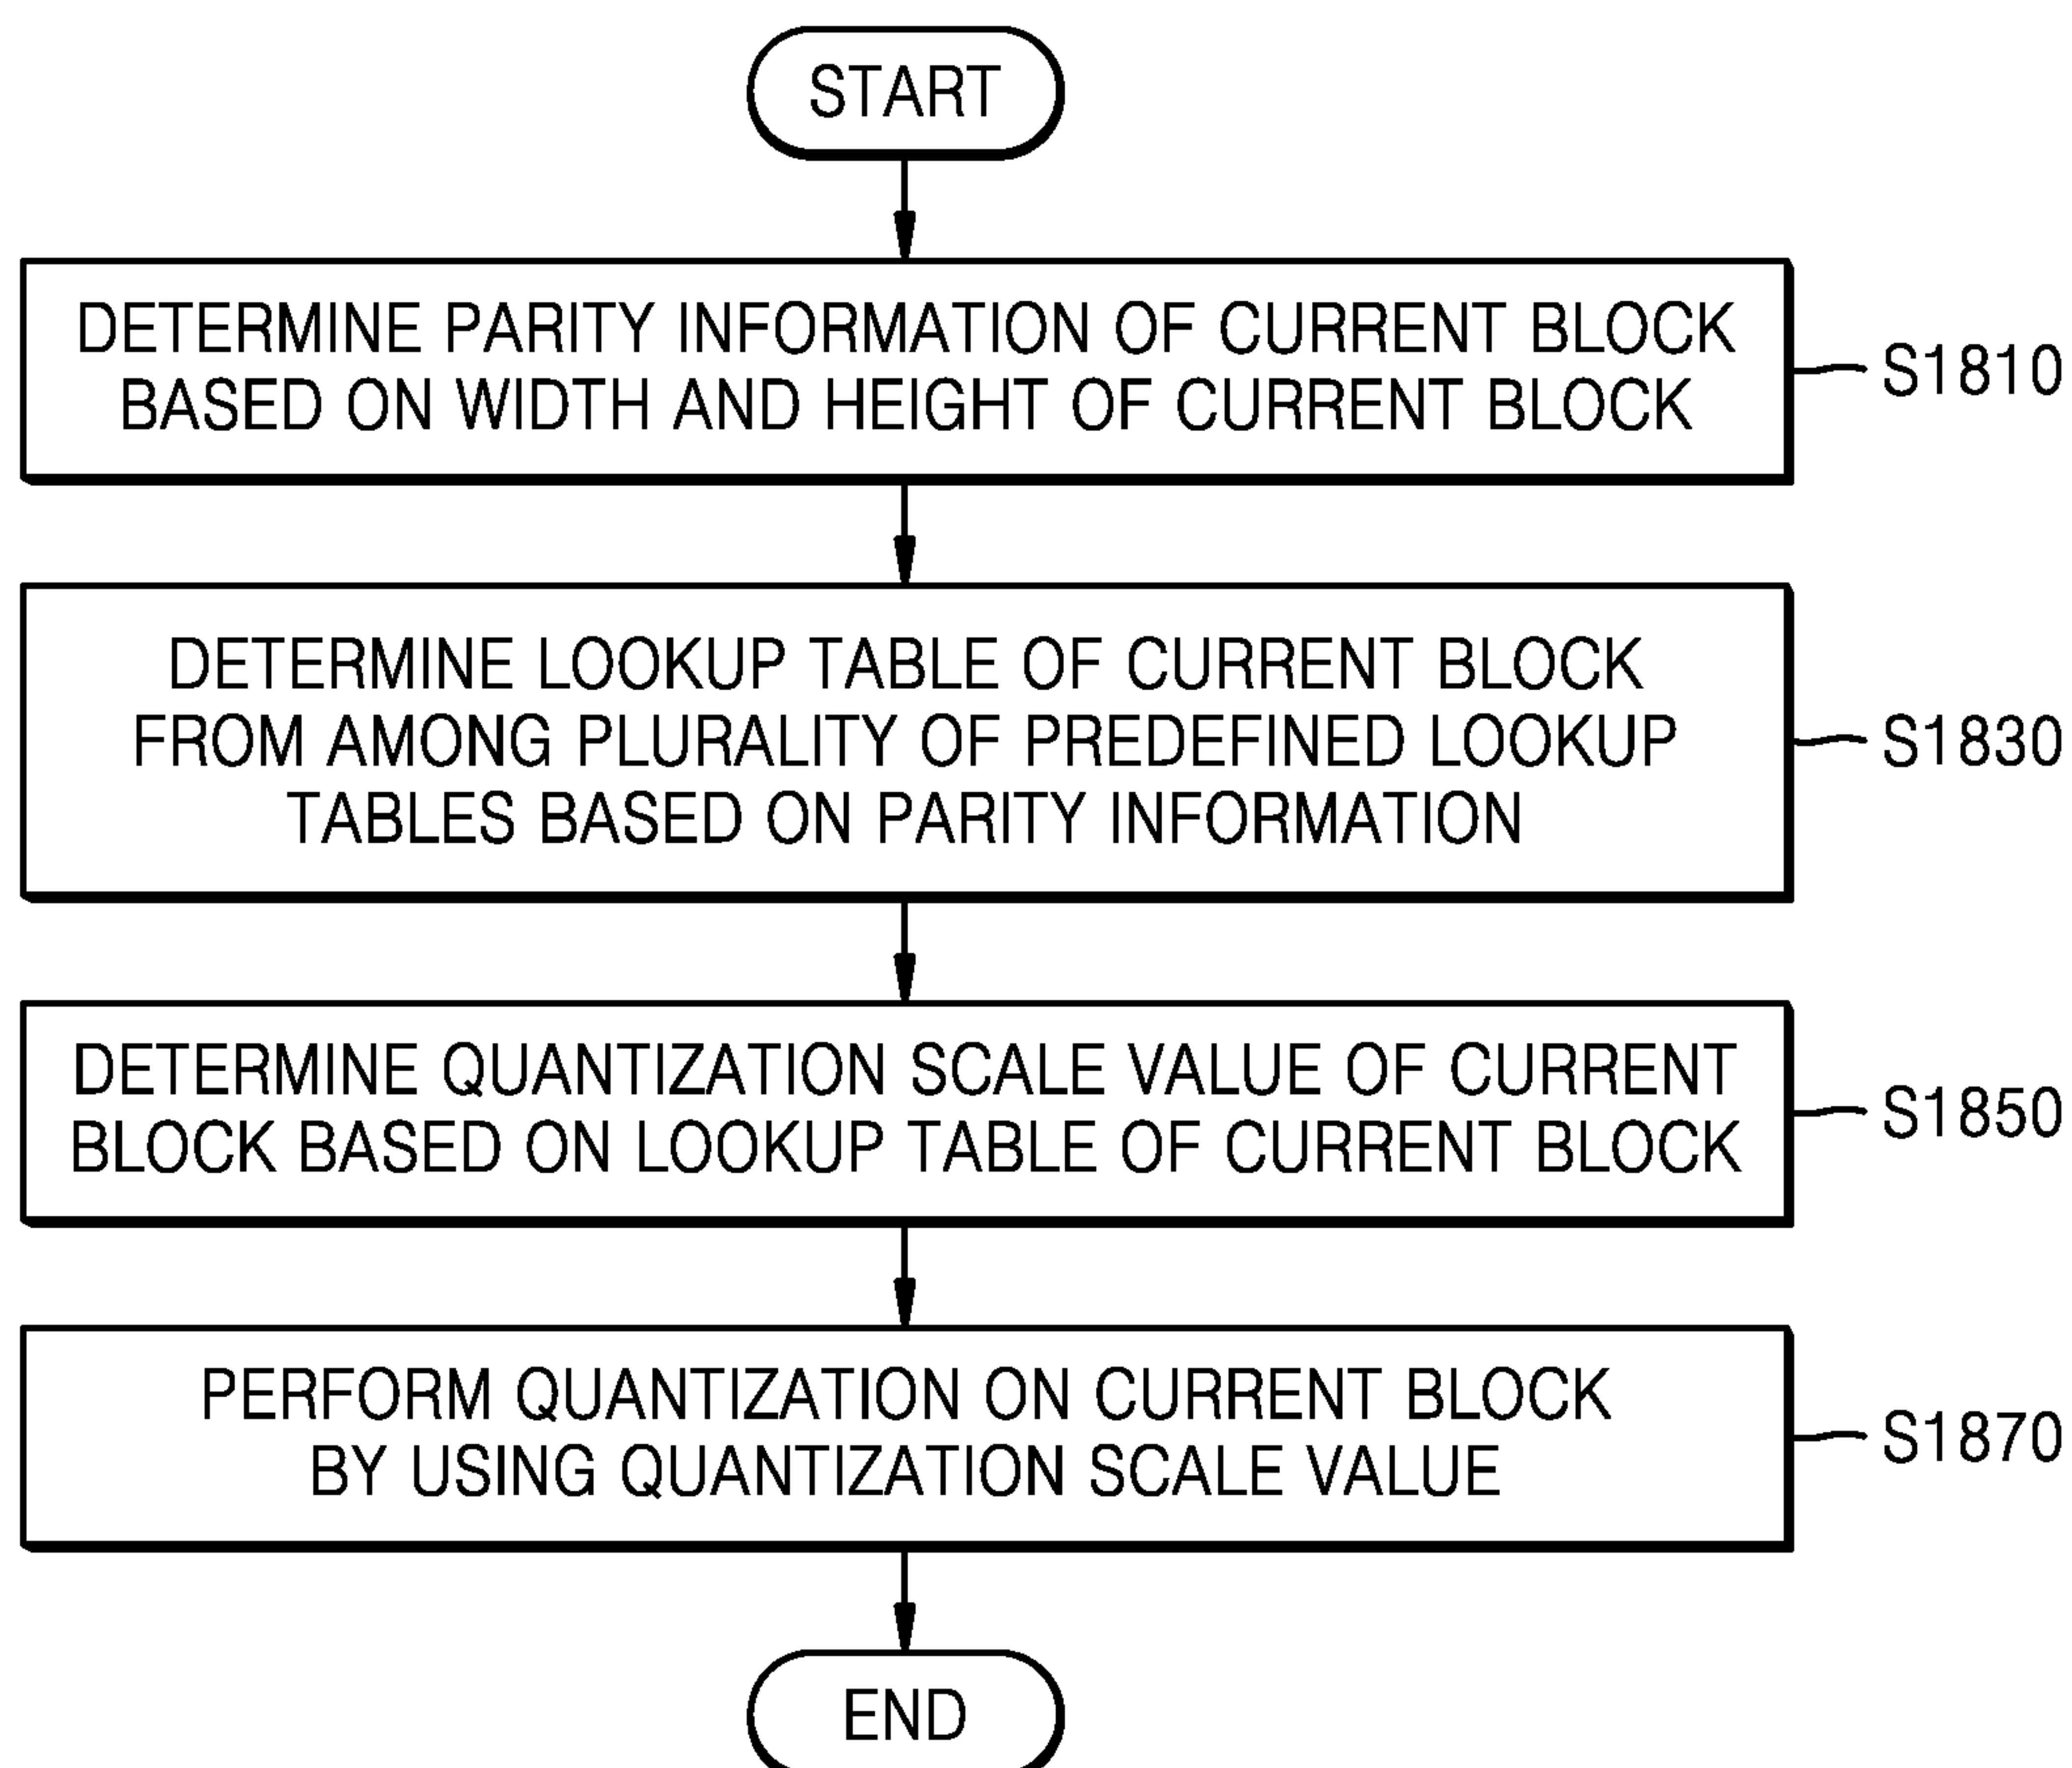 START
DETERMINE PARITY INFORMATION OF CURRENT BLOCK
BASED ON WIDTH AND HEIGHT OF CURRENT BLOCK
S1810
DETERMINE LOOKUP TABLE OF CURRENT BLOCK
FROM AMONG PLURALITY OF PREDEFINED LOOKUP
TABLES BASED ON PARITY INFORMATION
S1830
DETERMINE QUANTIZATION SCALE VALUE OF CURRENT
BLOCK BASED ON LOOKUP TABLE OF CURRENT BLOCK
S1850
PERFORM QUANTIZATION ON CURRENT BLOCK
BY USING QUANTIZATION SCALE VALUE
S1870
END